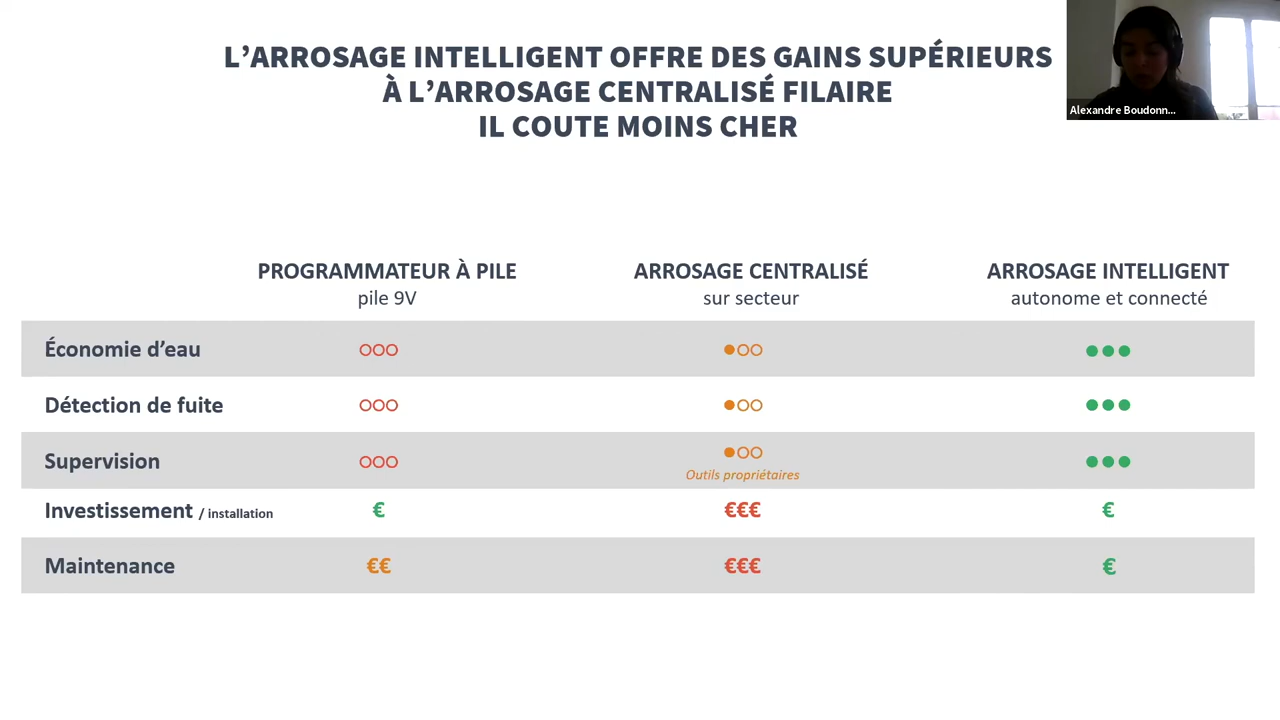 L'ARROSAGE INTELLIGENT OFFRE DES GAINS SUPÉRIEURS
À L'ARROSAGE CENTRALISÉ FILAIRE
IL COUTE MOINS CHER
Alexandre Boudonn...
PROGRAMMATEUR À PILE
pile 9V
ARROSAGE CENTRALISÉ
sur secteur
ARROSAGE INTELLIGENT
autonome et connecté
Économie d'eau
Détection de fuite
Supervision
Outils propriétaires
Investissement / installation € €€€ €
Maintenance €€ €€€ €